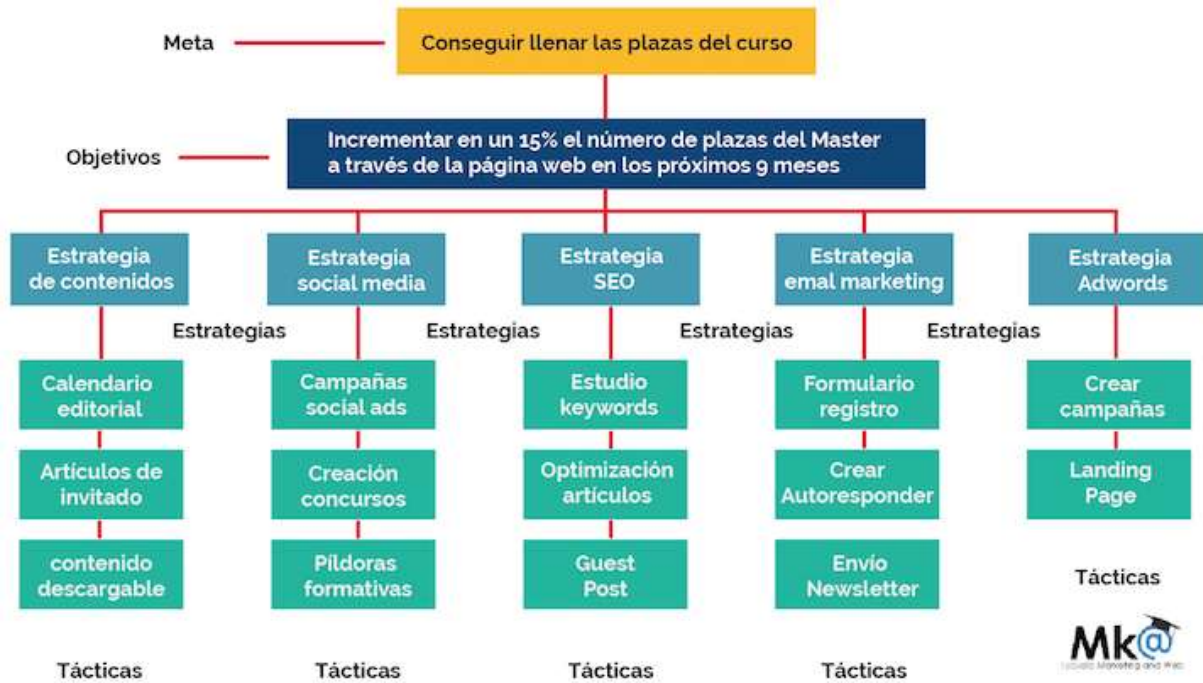 Meta
Conseguir llenar las plazas del curso
Objetivos
Incrementar en un 15% el número de plazas del Master
a través de la página web en los próximos 9 meses
Estrategia
de contenidos
Estrategia
social media
Estrategia
SEO
Estrategia
emal marketing
Estrategia
Adwords
Estrategias
Estrategias
Estrategias
Estrategias
Calendario
editorial
Campañas
social ads
Estudio
keywords
Formulario
registro
Crear
campañas
Artículos de
invitado
Creación
concursos
Optimización
artículos
Crear
Autoresponder
Landing
Page
contenido
descargable
Píldoras
formativas
Guest
Post
Envío
Newsletter
Tácticas
Mk@
Marketing and Web
Tácticas
Tácticas
Tácticas
Tácticas